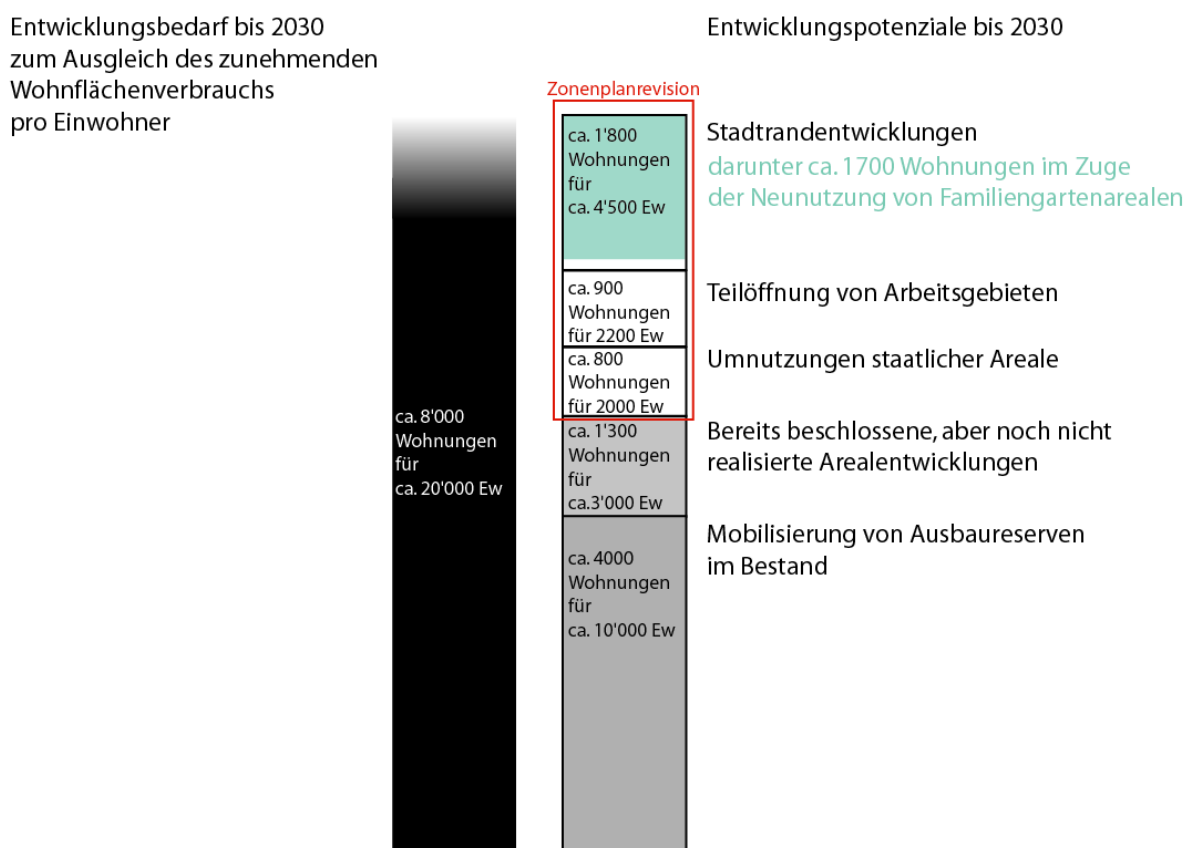 Entwicklungsbedarf bis 2030
zum Ausgleich des zunehmenden
Wohnflächenverbrauchs
pro Einwohner
Entwicklungspotenziale bis 2030
Zonenplanrevision
ca. 1'800
Wohnungen
für
ca. 4'500 Ew
Stadtrandentwicklungen
darunter ca. 1700 Wohnungen im Zuge
der Neunutzung von Familiengartenarealen
ca. 900
Wohnungen
für 2200 Ew
Teilöffnung von Arbeitsgebieten
ca. 800
Wohnungen
für 2000 Ew
Umnutzungen staatlicher Areale
ca. 8'000
Wohnungen
für
ca. 20'000 Ew
ca. 1'300
Wohnungen
für
ca.3'000 Ew
Bereits beschlossene, aber noch nicht
realisierte Arealentwicklungen
ca. 4000
Wohnungen
für
ca. 10'000 Ew
Mobilisierung von Ausbaureserven
im Bestand